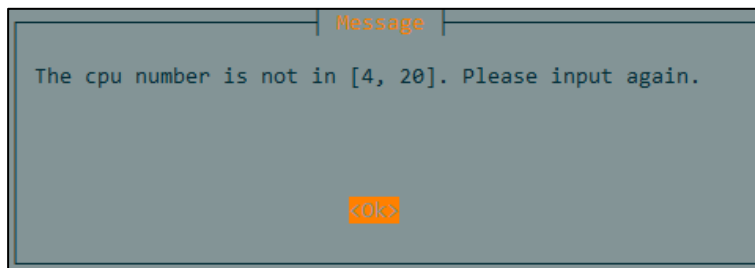 Message
The cpu number is not in [4, 20]. Please input again.
<Ok>